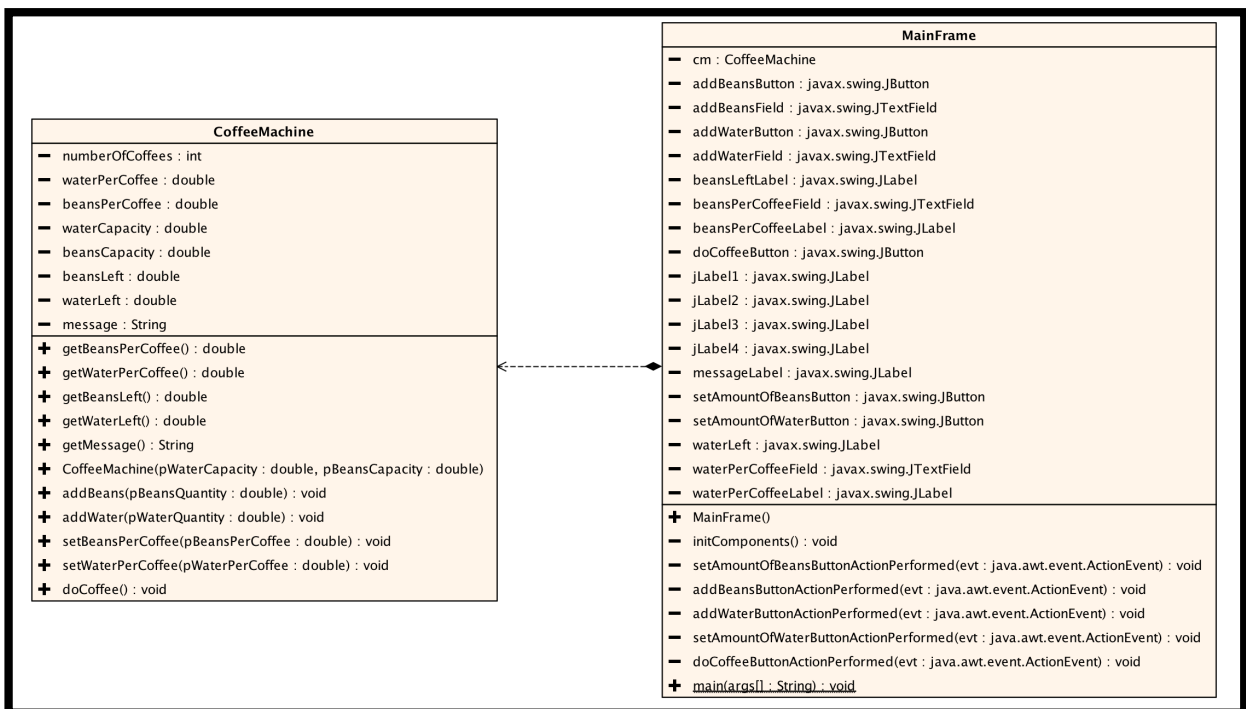 CoffeeMachine
numberOfCoffees : int
waterPerCoffee : double
beansPerCoffee : double
waterCapacity : double
beansCapacity : double
beansLeft : double
waterLeft : double
message : String
getBeansPerCoffee() : double
getWaterPerCoffee() : double
getBeansLeft() : double
getWaterLeft() : double
getMessage() : String
CoffeeMachine(pWaterCapacity : double, pBeansCapacity : double)
addBeans(pBeansQuantity : double) : void
addWater(pWaterQuantity : double) : void
setBeansPerCoffee(pBeansPerCoffee : double) : void
setWaterPerCoffee(pWaterPerCoffee : double) : void
doCoffee() : void
MainFrame
cm : CoffeeMachine
addBeansButton : javax.swing.JButton
addBeansField : javax.swing.JTextField
addWaterButton : javax.swing.JButton
addWaterField : javax.swing.JTextField
beansLeftLabel : javax.swing.JLabel
beansPerCoffeeField : javax.swing.JTextField
beansPerCoffeeLabel : javax.swing.JLabel
doCoffeeButton : javax.swing.JButton
jLabel1 : javax.swing.JLabel
jLabel2 : javax.swing.JLabel
jLabel3 : javax.swing.JLabel
jLabel4 : javax.swing.JLabel
messageLabel : javax.swing.JLabel
setAmountOfBeansButton : javax.swing.JButton
setAmountOfWaterButton : javax.swing.JButton
waterLeft : javax.swing.JLabel
waterPerCoffeeField : javax.swing.JTextField
waterPerCoffeeLabel : javax.swing.JLabel
MainFrame()
initComponents() : void
setAmountOfBeansButtonActionPerformed(evt : java.awt.event.ActionEvent) : void
addBeansButtonActionPerformed(evt : java.awt.event.ActionEvent) : void
addWaterButtonActionPerformed(evt : java.awt.event.ActionEvent) : void
setAmountOfWaterButtonActionPerformed(evt : java.awt.event.ActionEvent) : void
doCoffeeButtonActionPerformed(evt : java.awt.event.ActionEvent) : void
main(args[] : String) : void